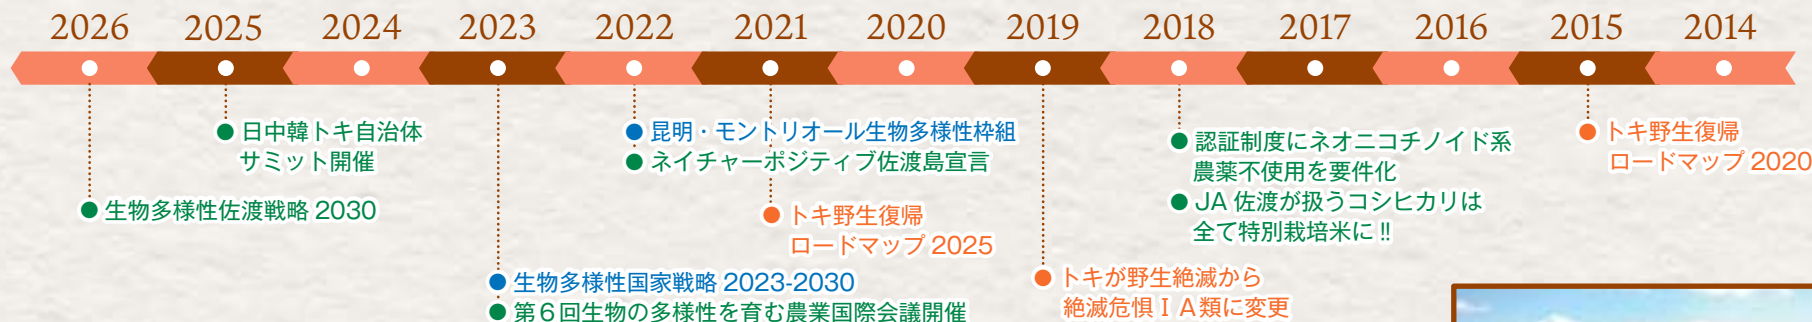 2026 2025 2024 2023 2022 2021 2020 2019 2018 2017 2016 2015 2014
日中韓トキ自治体
サミット開催
生物多様性佐渡戦略 2030
昆明・モントリオール生物多様性枠組
ネイチャーポジティブ佐渡島宣言
トキ野生復帰
ロードマップ 2025
生物多様性国家戦略 2023-2030
第6回生物の多様性を育む農業国際会議開催
トキが野生絶滅から
絶滅危惧ⅠA類に変更
認証制度にネオニコチノイド系
農薬不使用を要件化
JA 佐渡が扱うコシヒカリは
全て特別栽培米に!!
トキ野生復帰
ロードマップ 2020